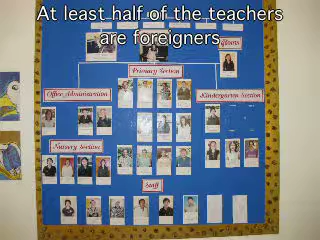 At least half of the teachers
are foreigners
Primary Section
Office Administration
Kindergarten Section
Nursery Section
Staff